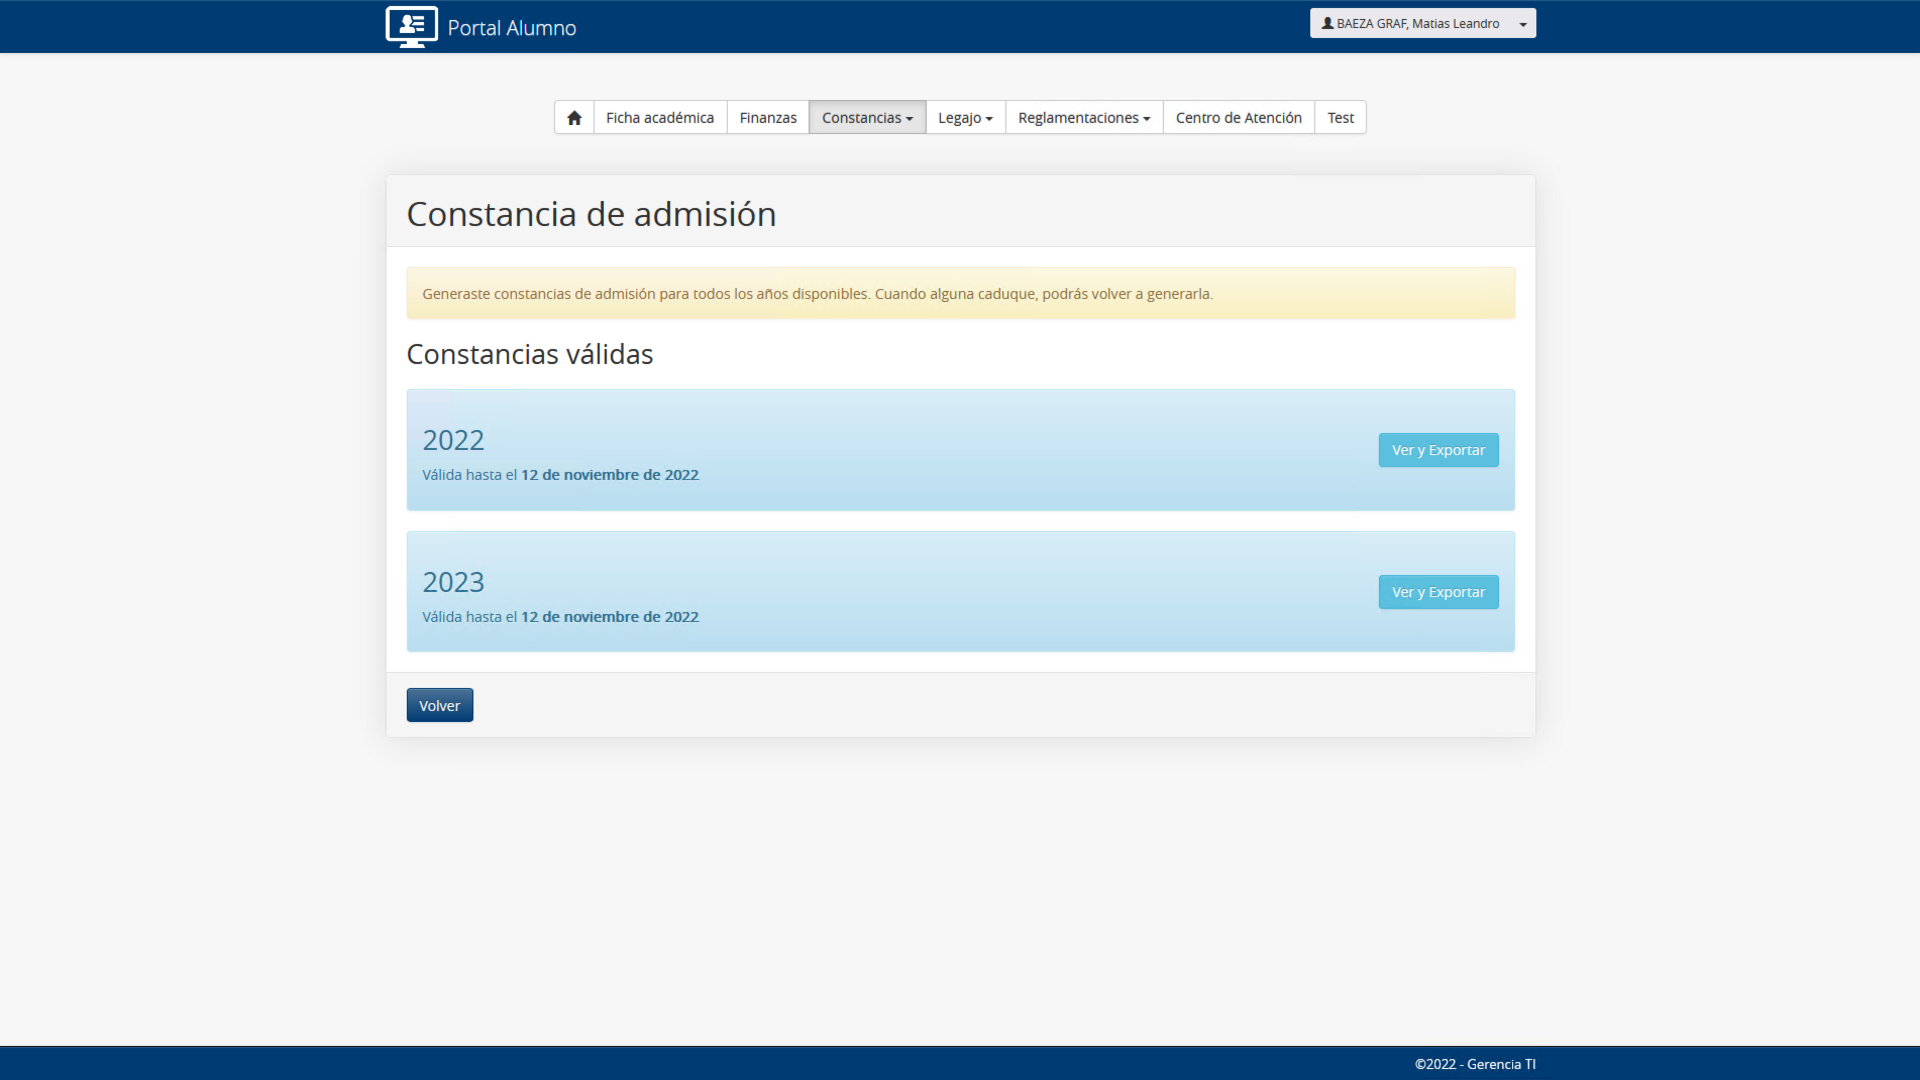 Portal Alumno
BAEZA GRAF, Matias Leandro
Ficha académica
Finanzas
Constancias
Legajo
Reglamentaciones
Centro de Atención
Test
Constancia de admisión
Generaste constancias de admisión para todos los años disponibles. Cuando alguna caduque, podrás volver a generarla.
Constancias válidas
2022
Válida hasta el 12 de noviembre de 2022
Ver y Exportar
2023
Válida hasta el 12 de noviembre de 2022
Ver y Exportar
Volver
©2022 - Gerencia TI